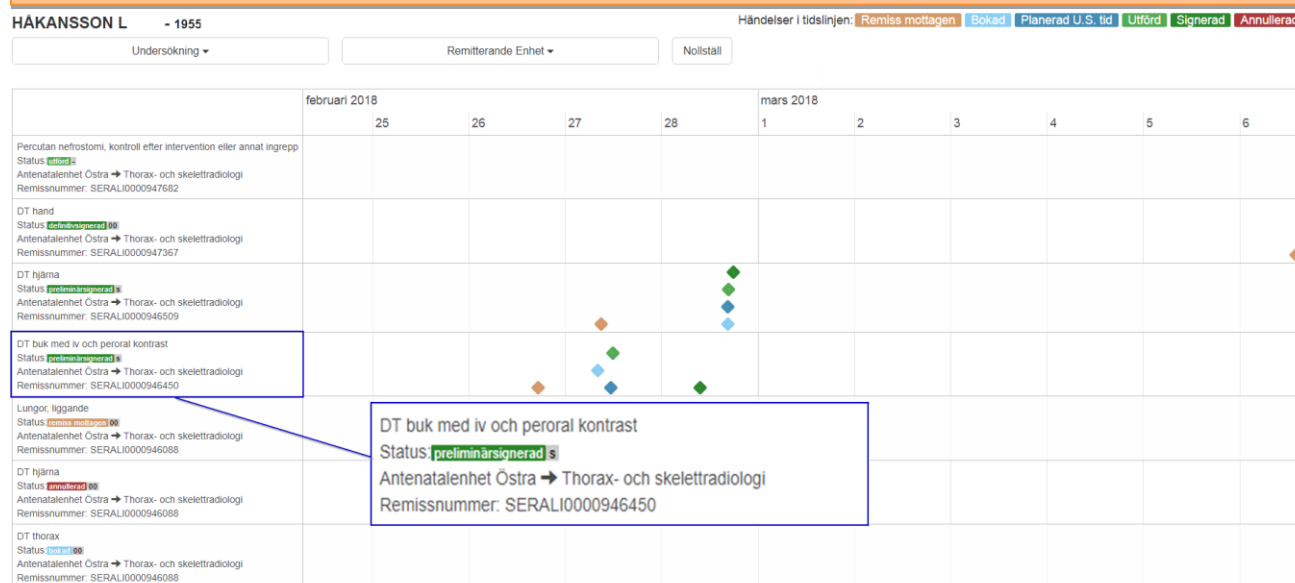 HÅKANSSON L - 1955
Händelser i tidslinjen: Remiss mottagen Bokad Planerad U.S. tid Utförd Signerad Annullerad
Undersökning
Remitterande Enhet
Nollställ
februari 2018
mars 2018
25 26 27 28 1 2 3 4 5 6
Percutan nefrostomi, kontroll efter intervention eller annat ingrepp
Status: utförd -
Antenatalenhet Östra ➔ Thorax- och skelettradiologi
Remissnummer: SERALI0000947682
DT hand
Status: definitivsignerad 00
Antenatalenhet Östra ➔ Thorax- och skelettradiologi
Remissnummer: SERALI0000947367
DT hjärna
Status: preliminärsignerad s
Antenatalenhet Östra ➔ Thorax- och skelettradiologi
Remissnummer: SERALI0000946509
DT buk med iv och peroral kontrast
Status: preliminärsignerad s
Antenatalenhet Östra ➔ Thorax- och skelettradiologi
Remissnummer: SERALI0000946450
DT buk med iv och peroral kontrast
Status: preliminärsignerad s
Antenatalenhet Östra ➔ Thorax- och skelettradiologi
Remissnummer: SERALI0000946450
Lungor, liggande
Status: remiss mottagen 00
Antenatalenhet Östra ➔ Thorax- och skelettradiologi
Remissnummer: SERALI0000946088
DT hjärna
Status: annullerad 00
Antenatalenhet Östra ➔ Thorax- och skelettradiologi
Remissnummer: SERALI0000946088
DT thorax
Status: bokad 00
Antenatalenhet Östra ➔ Thorax- och skelettradiologi
Remissnummer: SERALI0000946088